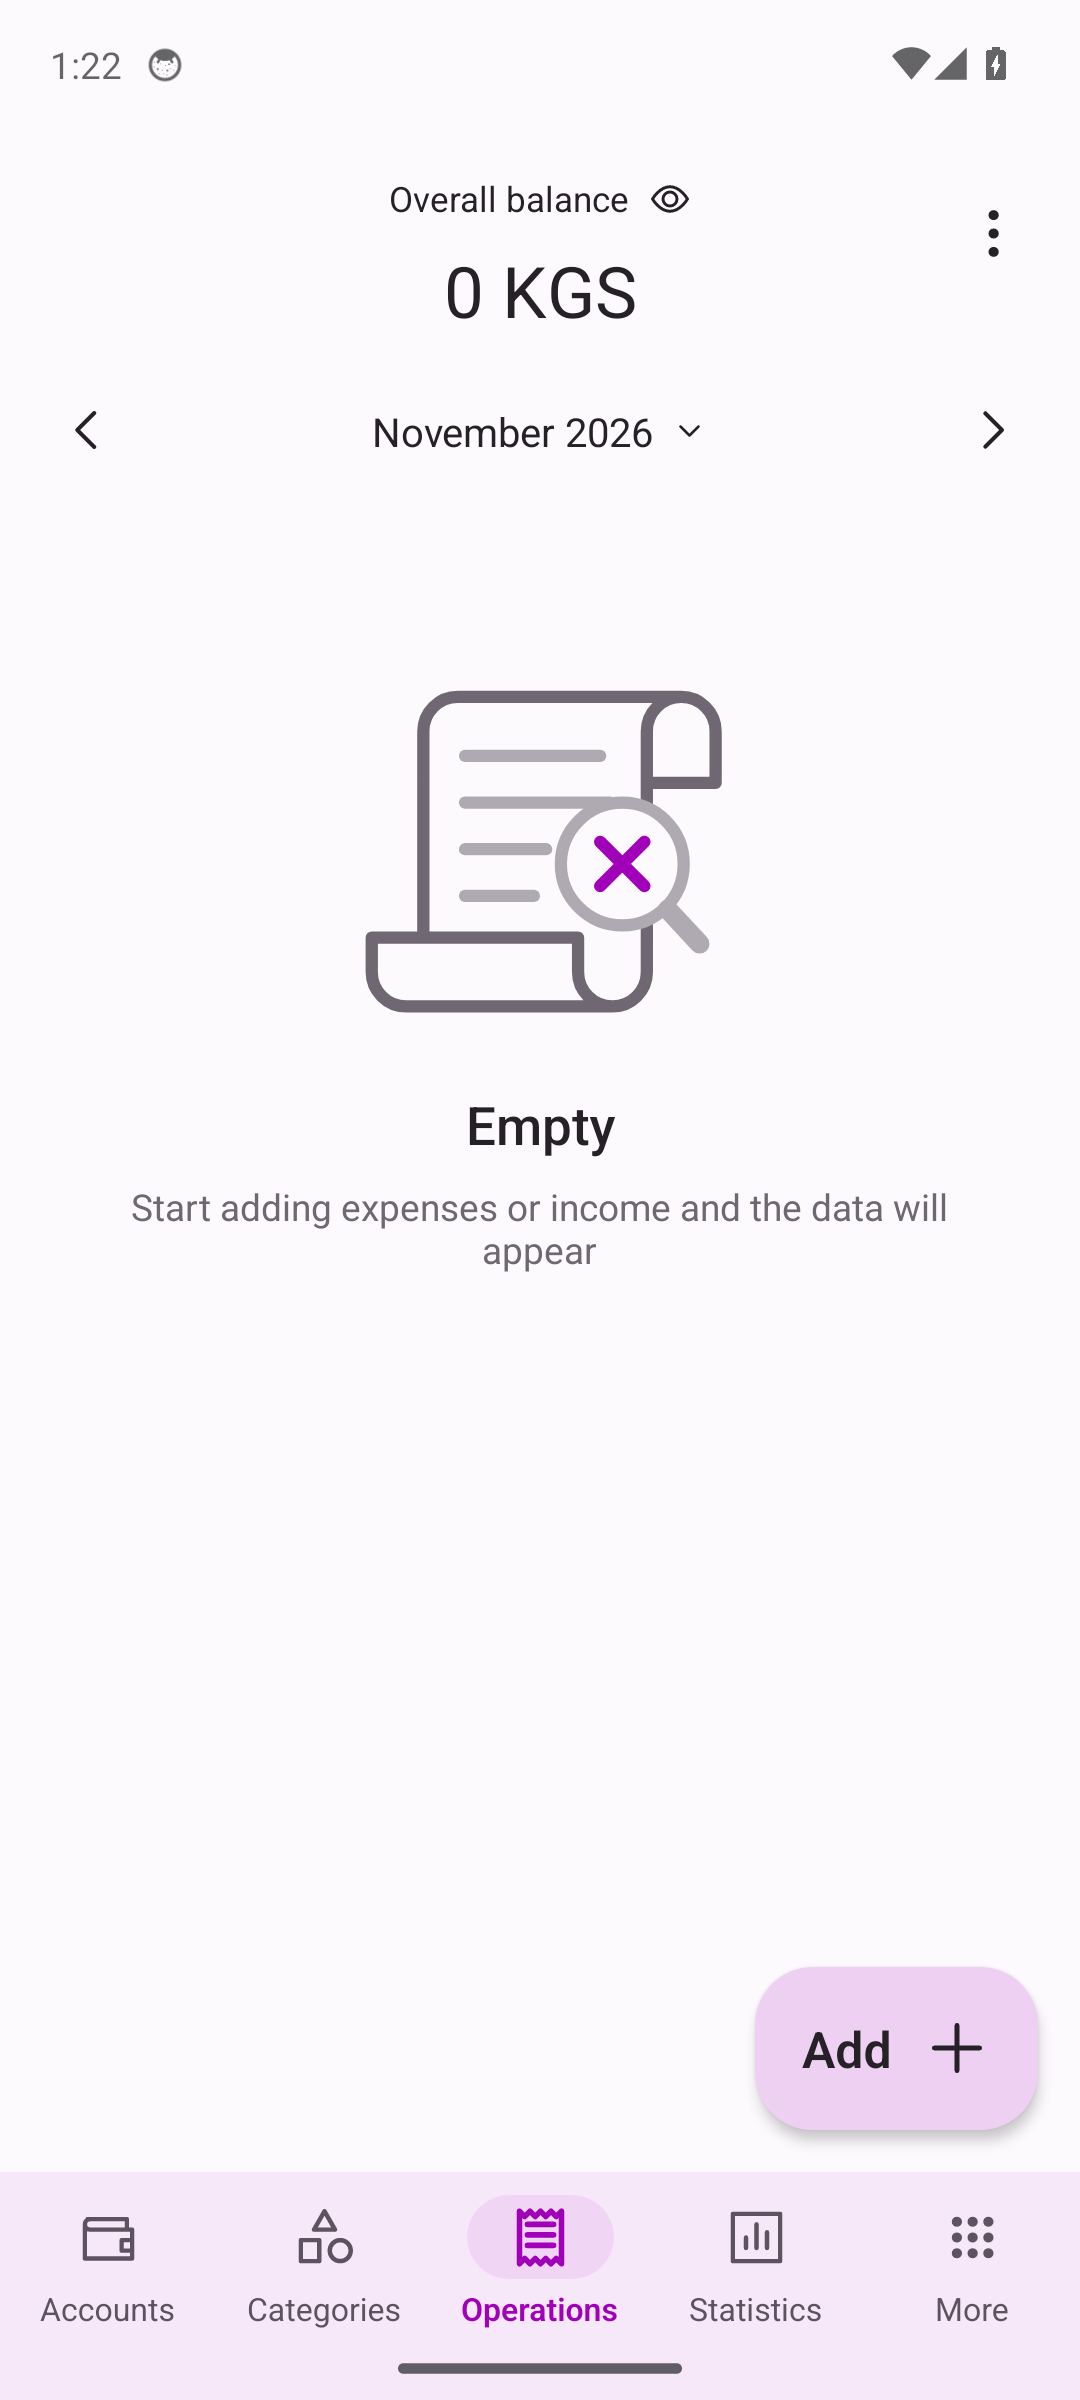 1:22
Overall balance
0 KGS
November 2026
Empty
Start adding expenses or income and the data will
appear
Add
Accounts
Categories
Operations
Statistics
More